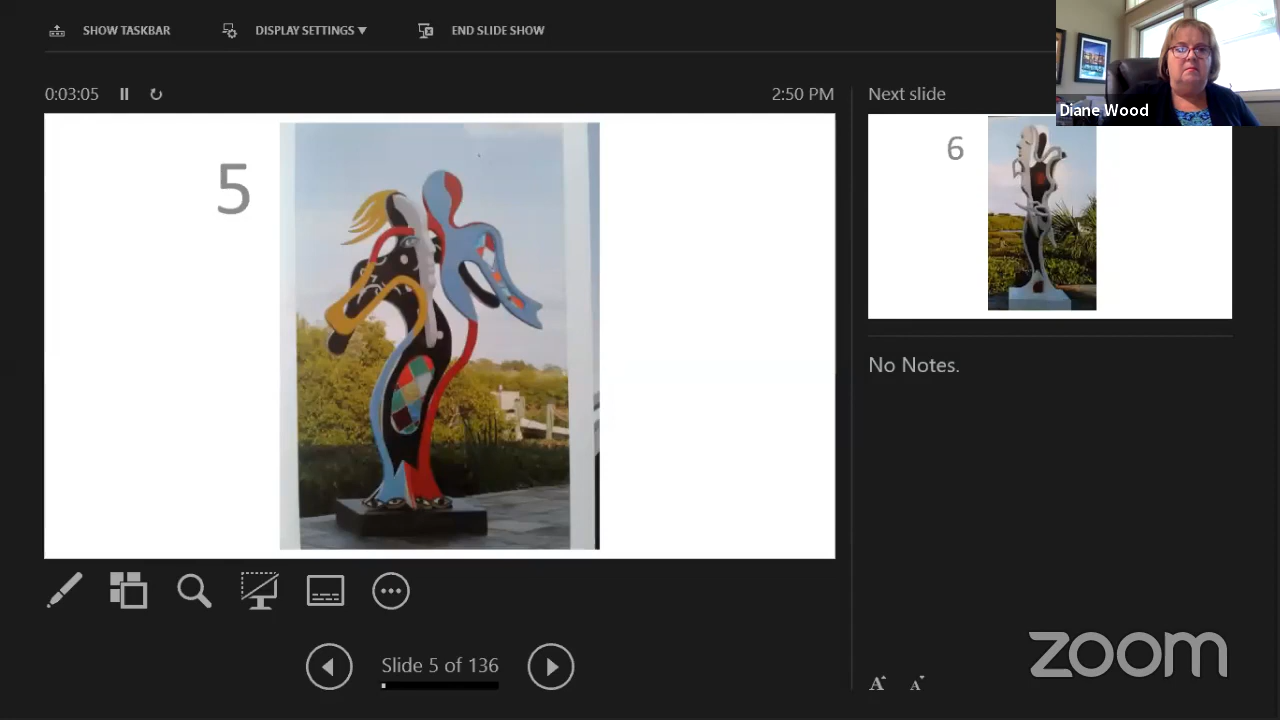 SHOW TASKBAR
DISPLAY SETTINGS
END SLIDE SHOW
Diane Wood
0:03:05
2:50 PM
Next slide
5
6
No Notes.
Slide 5 of 136
A A
zoom